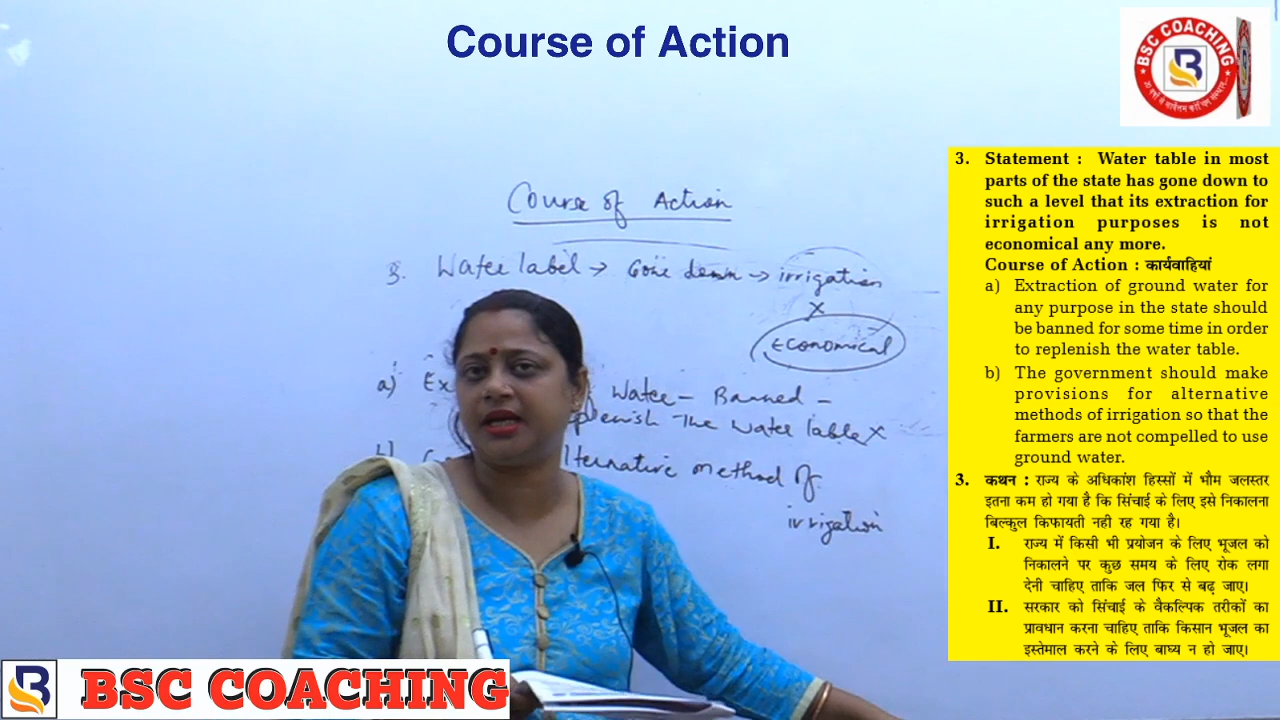 Course of Action
BSC COACHING
Course of Action
3. Water label → Gone down → irrigation
×
Economical
a) Ex Water - Banned -
plenish The water lable ×
lternative method of
irrigation
3. Statement : Water table in most
parts of the state has gone down to
such a level that its extraction for
irrigation purposes is not
economical any more.
Course of Action : कार्यवाहियां
a) Extraction of ground water for
any purpose in the state should
be banned for some time in order
to replenish the water table.
b) The government should make
provisions for alternative
methods of irrigation so that the
farmers are not compelled to use
ground water.
3. कथन : राज्य के अधिकांश हिस्सों में भौम जलस्तर
इतना कम हो गया है कि सिंचाई के लिए इसे निकालना
बिल्कुल किफायती नही रह गया है।
I. राज्य में किसी भी प्रयोजन के लिए भूजल को
निकालने पर कुछ समय के लिए रोक लगा
देनी चाहिए ताकि जल फिर से बढ़ जाए।
II. सरकार को सिंचाई के वैकल्पिक तरीकों का
प्रावधान करना चाहिए ताकि किसान भूजल का
इस्तेमाल करने के लिए बाघ्य न हो जाए।
BSC COACHING